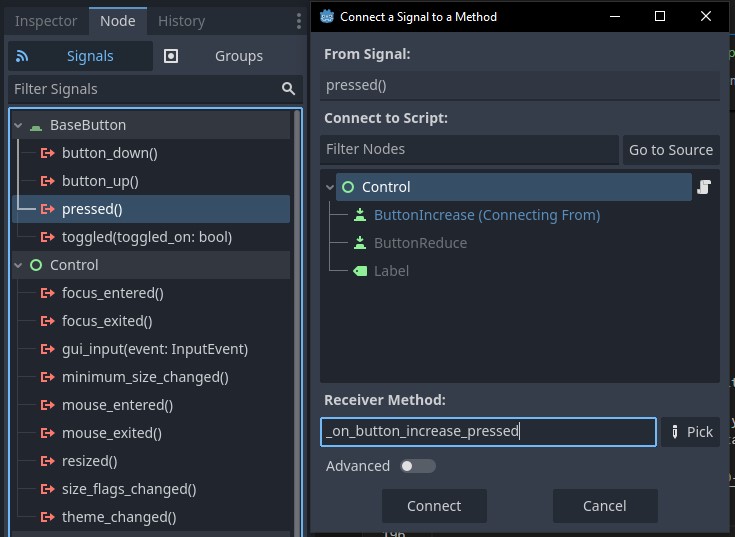 Inspector Node History
Signals Groups
Filter Signals
BaseButton
button_down()
button_up()
pressed()
toggled(toggled_on: bool)
Control
focus_entered()
focus_exited()
gui_input(event: InputEvent)
minimum_size_changed()
mouse_entered()
mouse_exited()
resized()
size_flags_changed()
theme_changed()
Connect a Signal to a Method
From Signal:
pressed()
Connect to Script:
Filter Nodes Go to Source
Control
ButtonIncrease (Connecting From)
ButtonReduce
Label
Receiver Method:
_on_button_increase_pressed Pick
Advanced
Connect Cancel